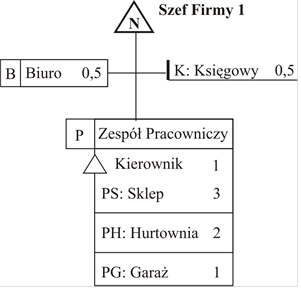 Szef Firmy 1
N
B Biuro 0,5
K: Księgowy 0,5
P Zespół Pracowniczy
Kierownik 1
PS: Sklep 3
PH: Hurtownia 2
PG: Garaż 1